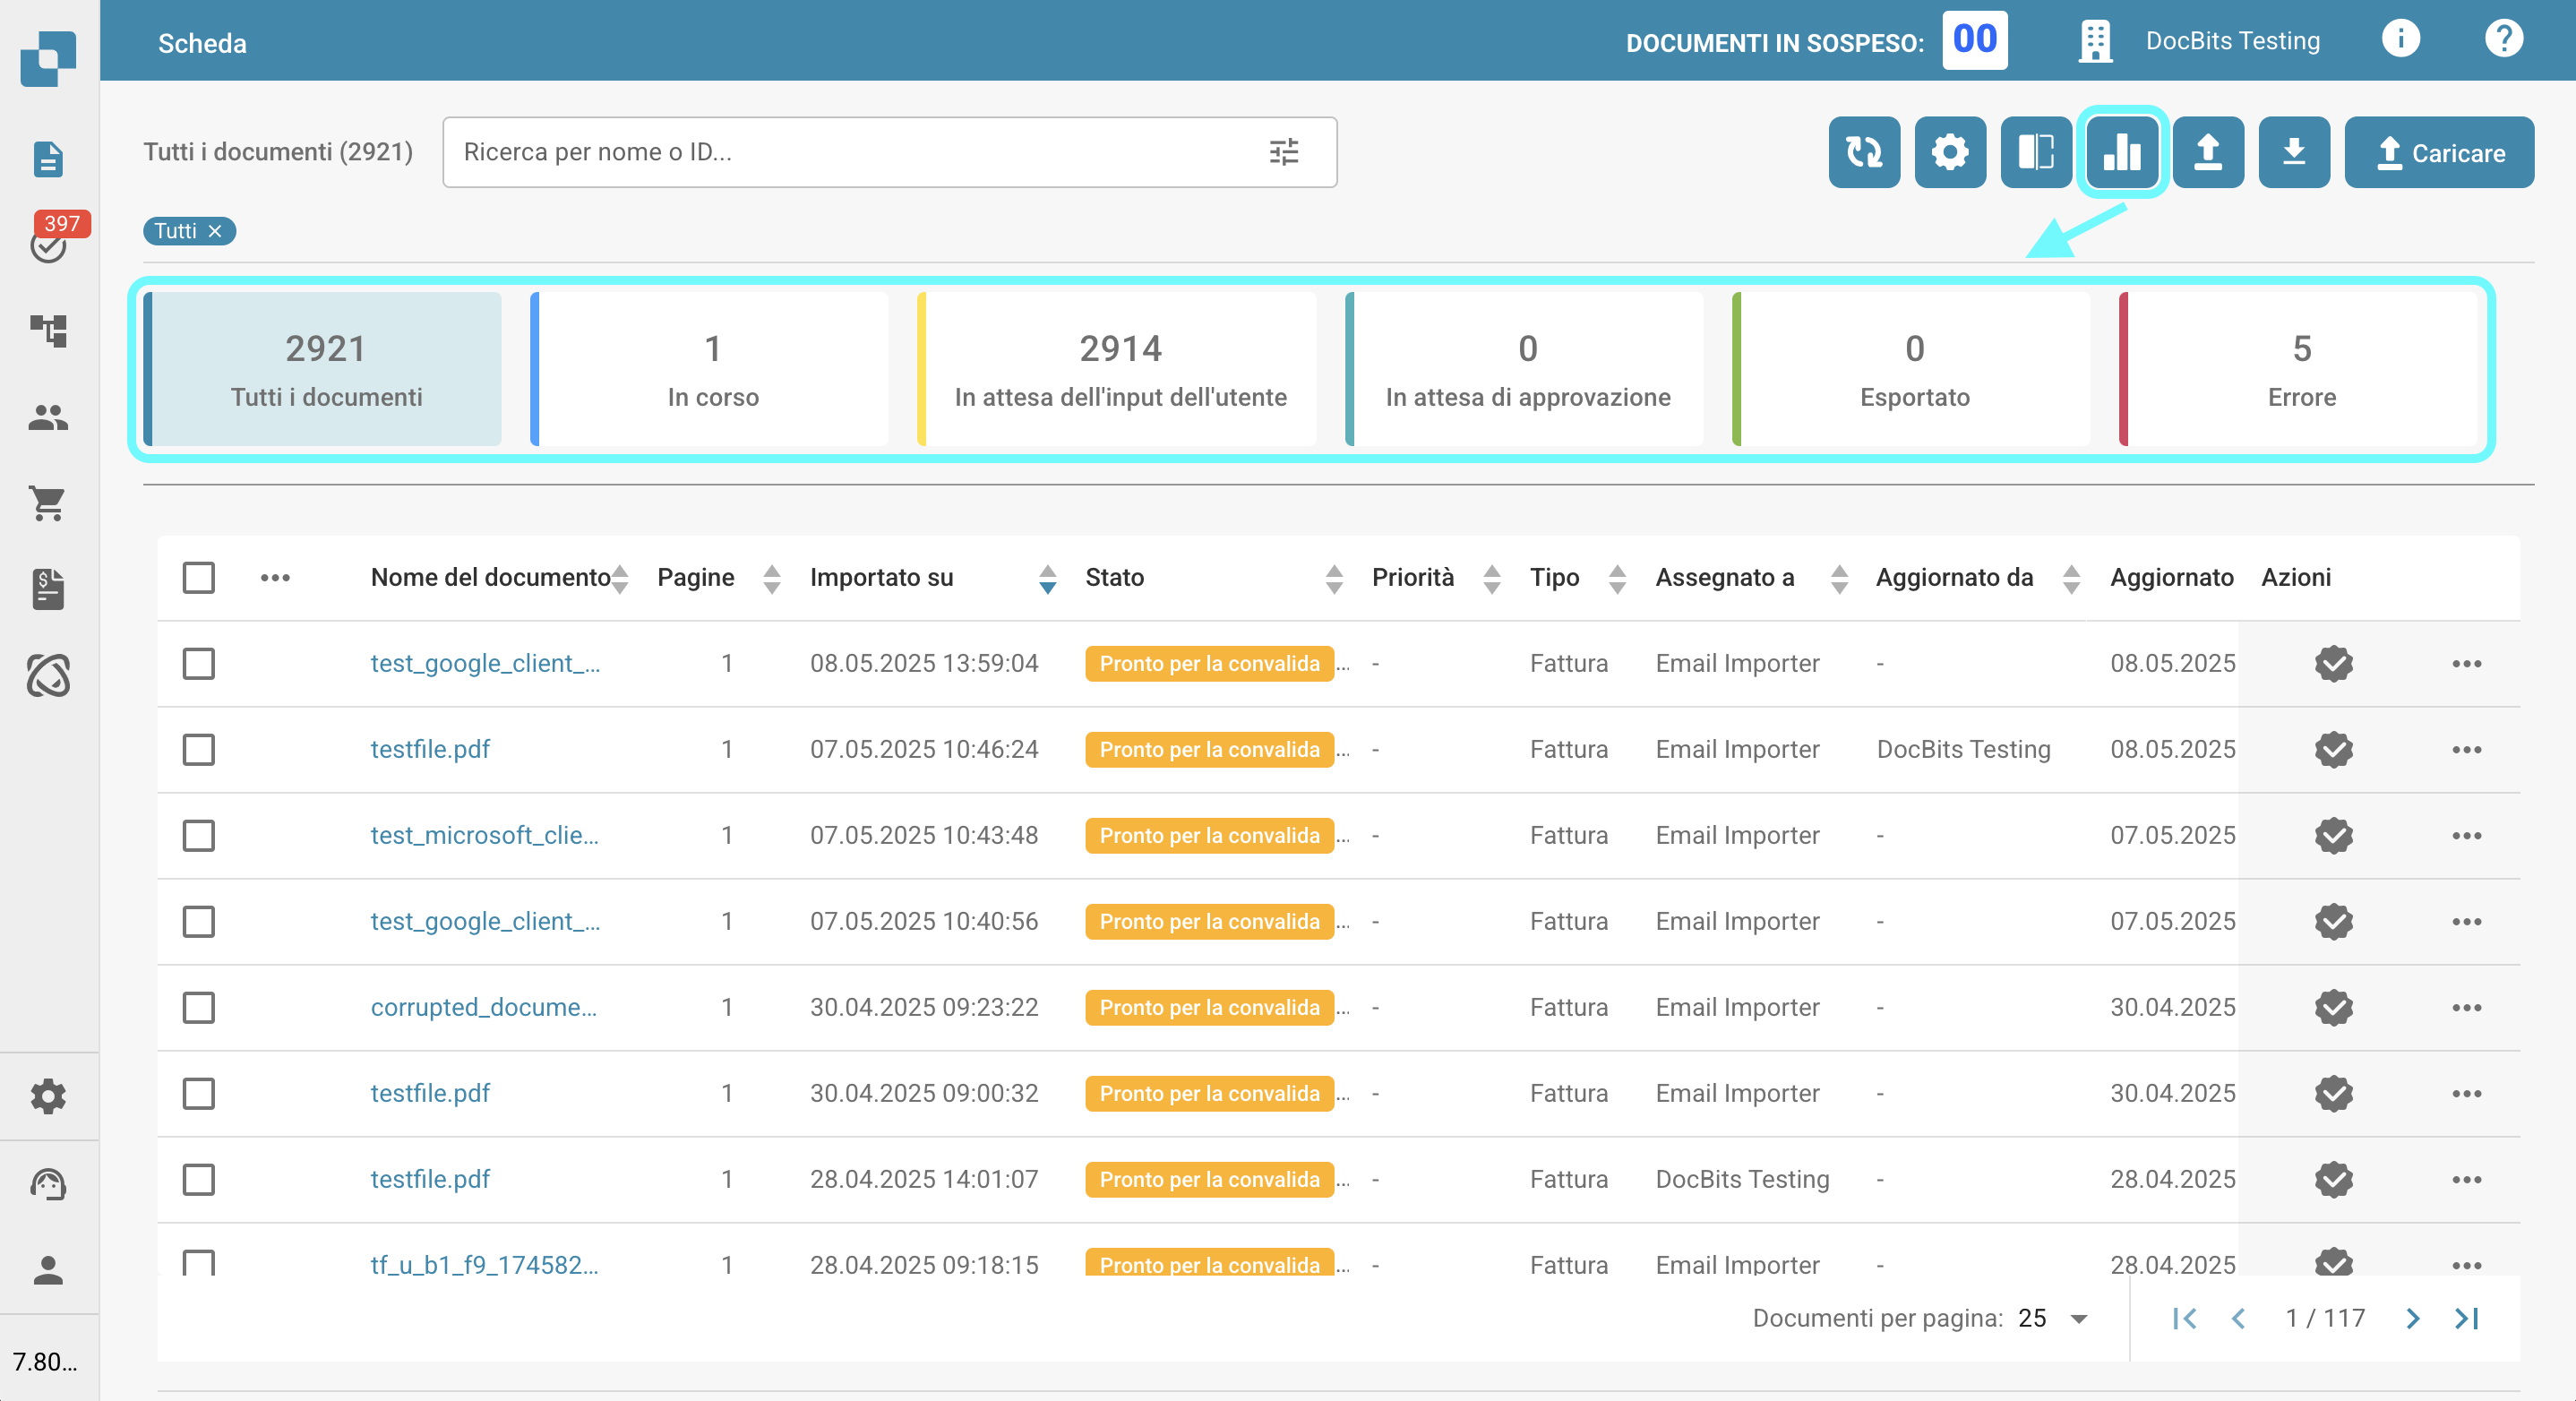 Scheda
DOCUMENTI IN SOSPESO: 00
DocBits Testing
Tutti i documenti (2921)
Ricerca per nome o ID...
Caricare
397
Tutti
2921
Tutti i documenti
1
In corso
2914
In attesa dell'input dell'utente
0
In attesa di approvazione
0
Esportato
5
Errore
Nome del documento Pagine Importato su Stato Priorità Tipo Assegnato a Aggiornato da Aggiornato Azioni
test_google_client_... 1 08.05.2025 13:59:04 Pronto per la convalida ... - Fattura Email Importer - 08.05.2025
testfile.pdf 1 07.05.2025 10:46:24 Pronto per la convalida ... - Fattura Email Importer DocBits Testing 08.05.2025
test_microsoft_clie... 1 07.05.2025 10:43:48 Pronto per la convalida ... - Fattura Email Importer - 07.05.2025
test_google_client_... 1 07.05.2025 10:40:56 Pronto per la convalida ... - Fattura Email Importer - 07.05.2025
corrupted_docume... 1 30.04.2025 09:23:22 Pronto per la convalida ... - Fattura Email Importer - 30.04.2025
testfile.pdf 1 30.04.2025 09:00:32 Pronto per la convalida ... - Fattura Email Importer - 30.04.2025
testfile.pdf 1 28.04.2025 14:01:07 Pronto per la convalida ... - Fattura DocBits Testing - 28.04.2025
tf_u_b1_f9_174582... 1 28.04.2025 09:18:15 Pronto per la convalida ... - Fattura Email Importer - 28.04.2025
Documenti per pagina: 25 1 / 117
7.80...